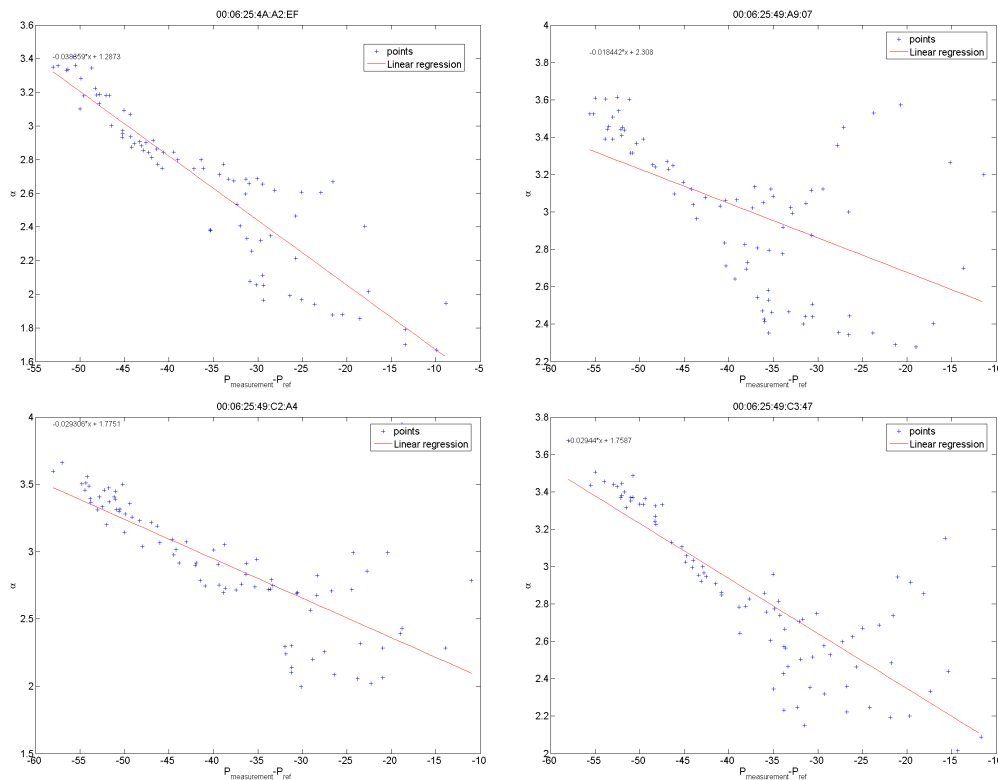 00:06:25:4A:A2:EF
3.6
3.4
3.2
3
2.8
2.6
2.4
2.2
2
1.8
1.6
α
-0.038359*x + 1.2873
points
Linear regression
-55 -50 -45 -40 -35 -30 -25 -20 -15 -10 -5
Pmeasurement-Pref
00:06:25:49:A9:07
4
3.8
3.6
3.4
3.2
3
2.8
2.6
2.4
2.2
α
-0.018442*x + 2.308
points
Linear regression
-60 -55 -50 -45 -40 -35 -30 -25 -20 -15 -10
Pmeasurement-Pref
00:06:25:49:C2:A4
4
3.5
3
2.5
2
1.5
α
-0.029306*x + 1.7751
points
Linear regression
-60 -55 -50 -45 -40 -35 -30 -25 -20 -15 -10
Pmeasurement-Pref
00:06:25:49:C3:47
3.8
3.6
3.4
3.2
3
2.8
2.6
2.4
2.2
2
α
0.02944*x + 1.7587
points
Linear regression
-60 -55 -50 -45 -40 -35 -30 -25 -20 -15 -10
Pmeasurement-Pref